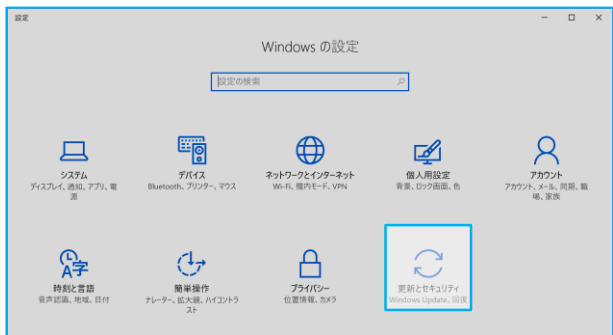 設定
Windows の設定
設定の検索
システム
ディスプレイ、通知、アプリ、電
源
デバイス
Bluetooth、プリンター、マウス
ネットワークとインターネット
Wi-Fi、機内モード、VPN
個人用設定
背景、ロック画面、色
アカウント
アカウント、メール、同期、職
場、家族
時刻と言語
音声認識、地域、日付
簡単操作
ナレーター、拡大鏡、ハイコントラ
スト
プライバシー
位置情報、カメラ
更新とセキュリティ
Windows Update、回復